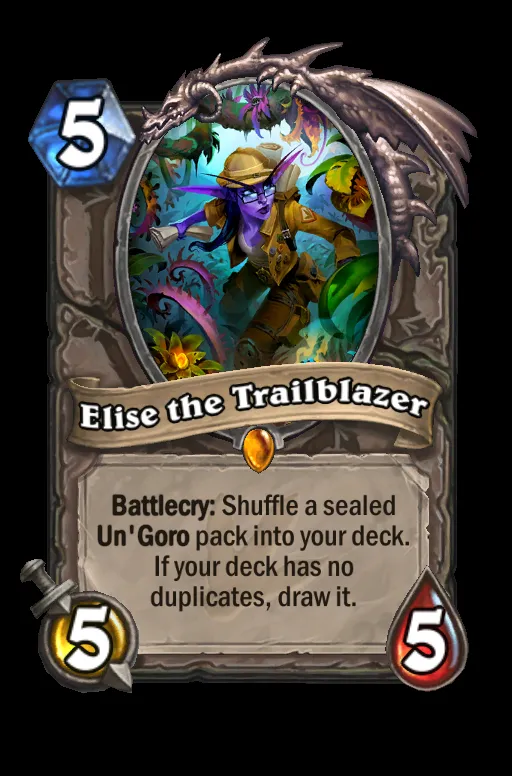 5
Elise the Trailblazer
Battlecry: Shuffle a sealed
Un'Goro pack into your deck.
If your deck has no
duplicates, draw it.
5
5